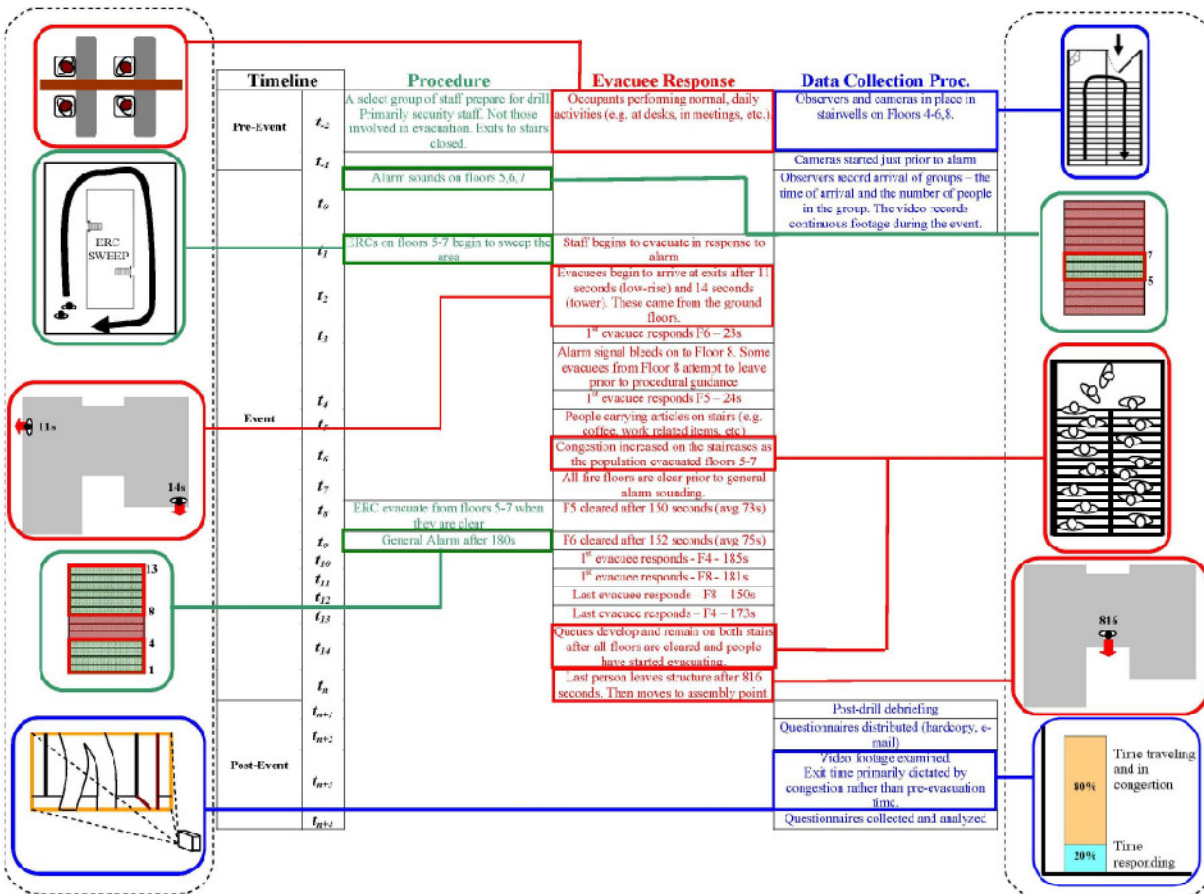 Timeline
Procedure
Evacuee Response
Data Collection Proc.
Pre-Event
t-2
A select group of staff prepare for drill.
Primarily security staff. Not those
involved in evacuation. Exits to stairs
closed.
Occupants performing normal, daily
activities (e.g. at desks, in meetings, etc.).
Observers and cameras in place in
stairwells on Floors 4-6,8.
t-1
Cameras started just prior to alarm
Event
t0
Alarm sounds on floors 5,6,7
Observers record arrival of groups – the
time of arrival and the number of people
in the group. The video records
continuous footage during the event.
t1
ERCs on floors 5-7 begin to sweep the
area
Staff begins to evacuate in response to
alarm
t2
Evacuees begin to arrive at exits after 11
seconds (low-rise) and 14 seconds
(tower). These came from the ground
floors.
t3
1st evacuee responds F6 – 23s
Alarm signal bleeds on to Floor 8. Some
evacuees from Floor 8 attempt to leave
prior to procedural guidance
t4
1st evacuee responds F5 – 24s
t5
People carrying articles on stairs (e.g.
coffee, work related items, etc)
t6
Congestion increased on the staircases as
the population evacuated floors 5-7
t7
All fire floors are clear prior to general
alarm sounding.
t8
ERC evacuate from floors 5-7 when
they are clear
F5 cleared after 150 seconds (avg 73s)
t9
General Alarm after 180s
F6 cleared after 152 seconds (avg 75s)
t10
1st evacuee responds - F4 - 185s
t11
1st evacuee responds - F8 - 181s
t12
Last evacuee responds – F8 – 150s
t13
Last evacuee responds – F4 – 173s
t14
Queues develop and remain on both stairs
after all floors are cleared and people
have started evacuating.
tn
Last person leaves structure after 816
seconds. Then moves to assembly point
Post-Event
tn+1
Post-drill debriefing
tn+2
Questionnaires distributed (hardcopy, e-
mail)
tn+3
Video footage examined.
Exit time primarily dictated by
congestion rather than pre-evacuation
time.
tn+4
Questionnaires collected and analyzed
ERC
SWEEP
11s
14s
13
8
4
1
7
5
816
80%
Time traveling
and in
congestion
20%
Time
responding